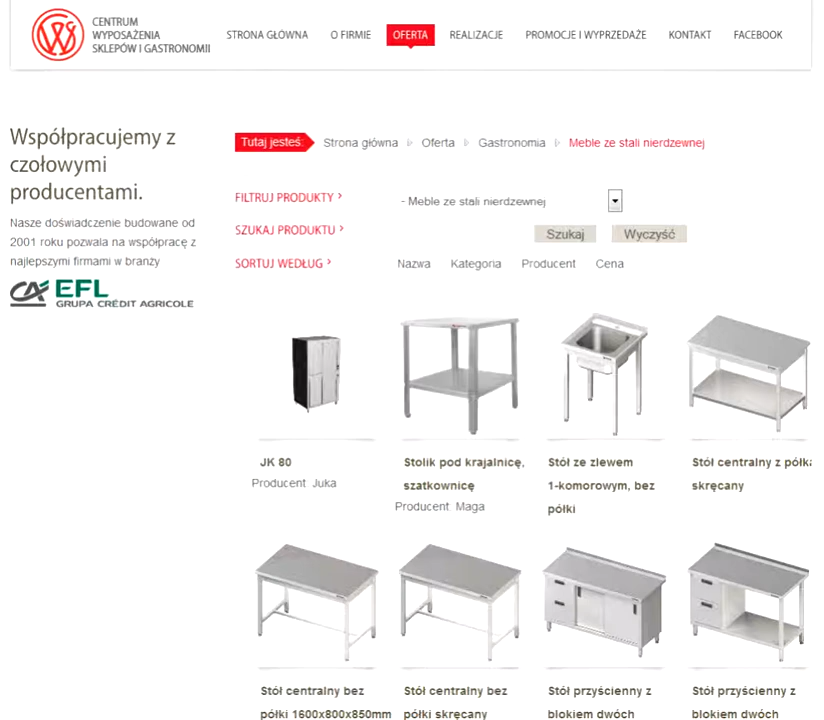 CENTRUM
WYPOSAŻENIA
SKLEPÓW I GASTRONOMII
STRONA GŁÓWNA O FIRMIE OFERTA REALIZACJE PROMOCJE I WYPRZEDAŻE KONTAKT FACEBOOK
Współpracujemy z
czołowymi
producentami.
Nasze doświadczenie budowane od
2001 roku pozwala na współpracę z
najlepszymi firmami w branży
CA EFL
GRUPA CRÉDIT AGRICOLE
Tutaj jesteś: Strona główna Oferta Gastronomia Meble ze stali nierdzewnej
FILTRUJ PRODUKTY › - Meble ze stali nierdzewnej
SZUKAJ PRODUKTU › Szukaj Wyczyść
SORTUJ WEDŁUG › Nazwa Kategoria Producent Cena
JK 80
Producent Juka
Stolik pod krajalnicę,
szatkownicę
Producent Maga
Stół ze zlewem
1-komorowym, bez
półki
Stół centralny z półką
skręcany
Stół centralny bez
półki 1600x800x850mm
Stół centralny bez
półki skręcany
Stół przyścienny z
blokiem dwóch
Stół przyścienny z
blokiem dwóch